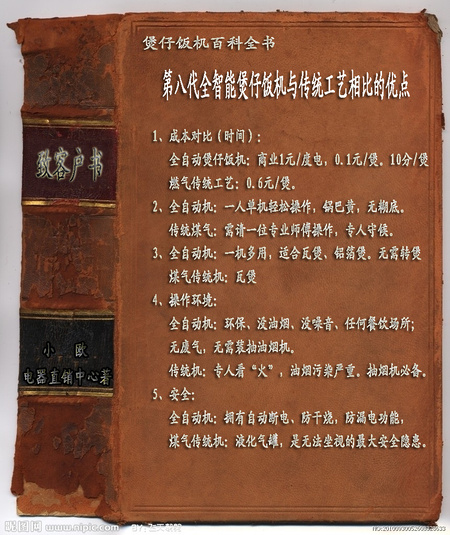 煲仔饭机百科全书
第八代全智能煲仔饭机与传统工艺相比的优点
致客户书
小 欧
电器直销中心著
1、成本对比（时间）：
全自动煲仔饭机：商业1元/度电，0.1元/煲。10分/煲
燃气传统工艺：0.6元/煲。
2、全自动机：一人单机轻松操作，锅巴黄，无糊底。
传统煤气：需请一位专业师傅操作，专人守侯。
3、全自动机：一机多用，适合瓦煲、铝箔煲。无需转煲
煤气传统机：瓦煲
4、操作环境：
全自动机：环保、没油烟、没噪音、任何餐饮场所；
无废气，无需装抽油烟机。
传统机：专人看“火”，油烟污染严重。抽烟机必备。
5、安全：
全自动机：拥有自动断电、防干烧，防漏电功能，
煤气传统机：液化气罐，是无法坐视的最大安全隐患。
昵图网 www.nipic.com